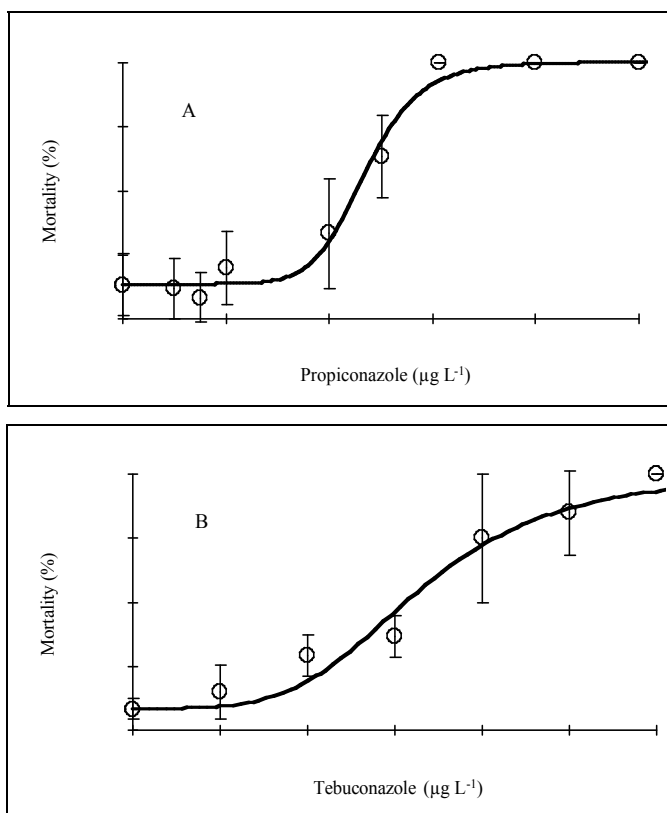 A
Mortality (%)
Propiconazole (µg L⁻¹)
B
Mortality (%)
Tebuconazole (µg L⁻¹)